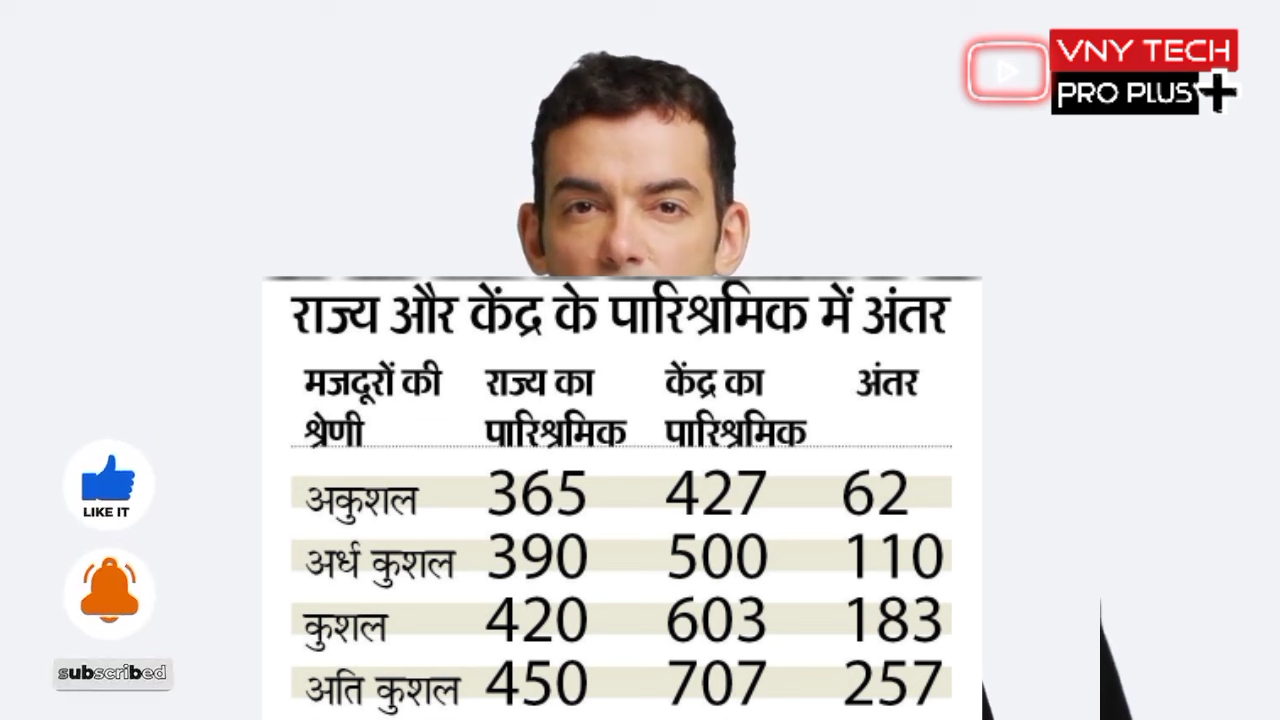 VNY TECH
PRO PLUS+
राज्य और केंद्र के पारिश्रमिक में अंतर
मजदूरों की राज्य का केंद्र का अंतर
श्रेणी पारिश्रमिक पारिश्रमिक
अकुशल 365 427 62
अर्ध कुशल 390 500 110
कुशल 420 603 183
अति कुशल 450 707 257
LIKE IT
subscribed